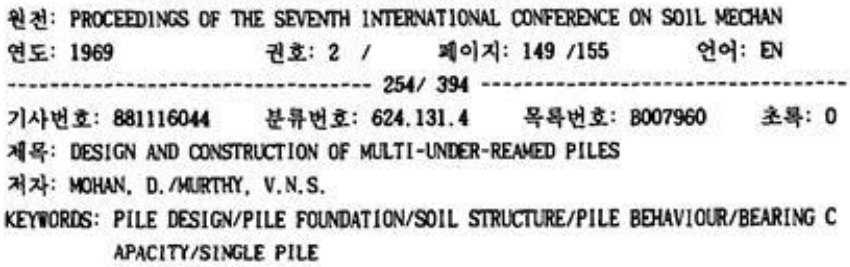 원전: PROCEEDINGS OF THE SEVENTH INTERNATIONAL CONFERENCE ON SOIL MECHAN
연도: 1969 권호: 2 / 페이지: 149 /155 언어: EN
---------------------------------- 254/ 394 ----------------------------------
기사번호: 881116044 분류번호: 624.131.4 목록번호: B007960 초록: 0
제목: DESIGN AND CONSTRUCTION OF MULTI-UNDER-REAMED PILES
저자: MOHAN, D./MURTHY, V.N.S.
KEYWORDS: PILE DESIGN/PILE FOUNDATION/SOIL STRUCTURE/PILE BEHAVIOUR/BEARING C
APACITY/SINGLE PILE